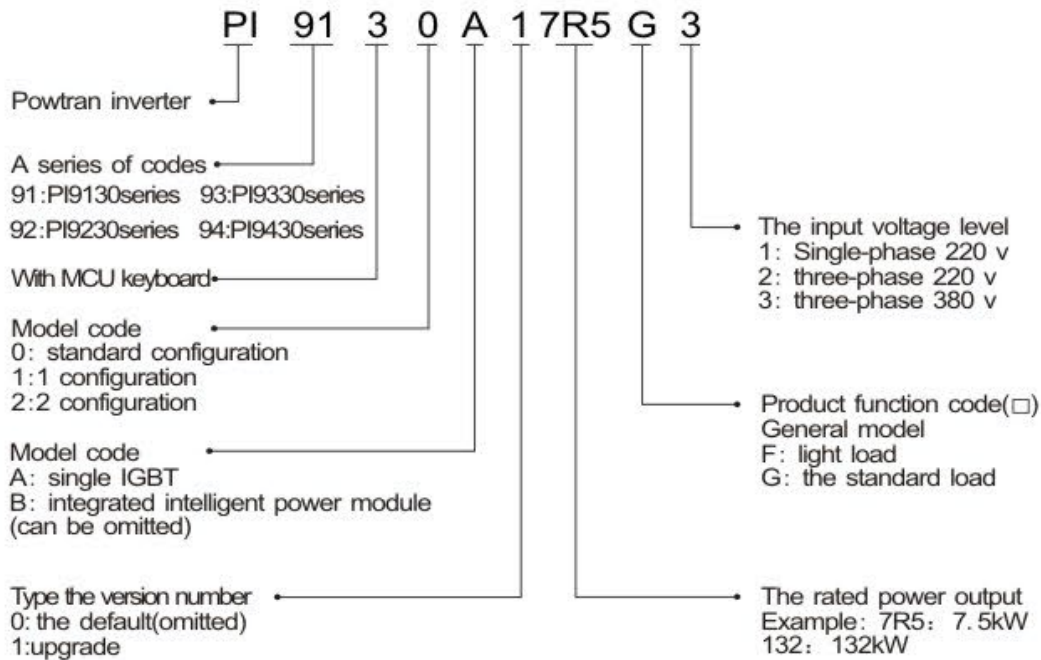 PI 91 3 0 A 1 7R5 G 3
Powtran inverter
A series of codes
91:PI9130series 93:PI9330series
92:PI9230series 94:PI9430series
With MCU keyboard
Model code
0: standard configuration
1:1 configuration
2:2 configuration
Model code
A: single IGBT
B: integrated intelligent power module
(can be omitted)
Type the version number
0: the default(omitted)
1:upgrade
The input voltage level
1: Single-phase 220 v
2: three-phase 220 v
3: three-phase 380 v
Product function code(□)
General model
F: light load
G: the standard load
The rated power output
Example: 7R5: 7.5kW
132: 132kW